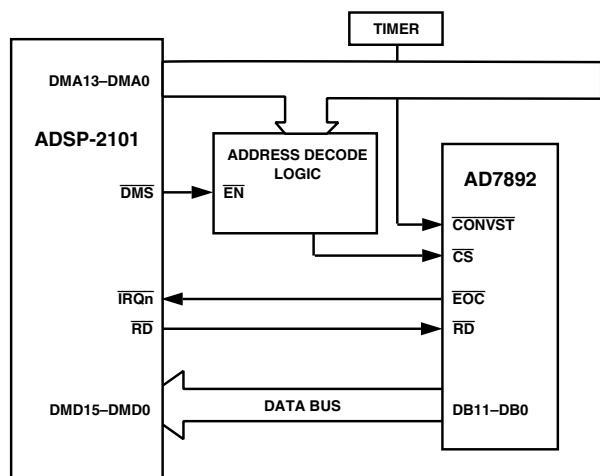 TIMER
DMA13–DMA0
ADSP-2101
ADDRESS DECODE
LOGIC
AD7892
DMS
EN
CONVST
CS
IRQn
EOC
RD
RD
DMD15–DMD0
DATA BUS
DB11–DB0